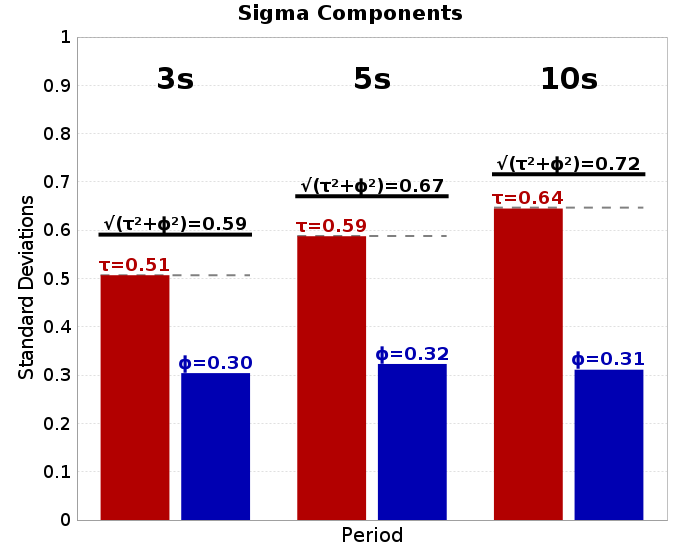 Sigma Components
1
0.9
0.8
0.7
0.6
0.5
0.4
0.3
0.2
0.1
0
Standard Deviations
3s
5s
10s
√(τ²+ϕ²)=0.59
√(τ²+ϕ²)=0.67
√(τ²+ϕ²)=0.72
τ=0.51
ϕ=0.30
τ=0.59
ϕ=0.32
τ=0.64
ϕ=0.31
Period